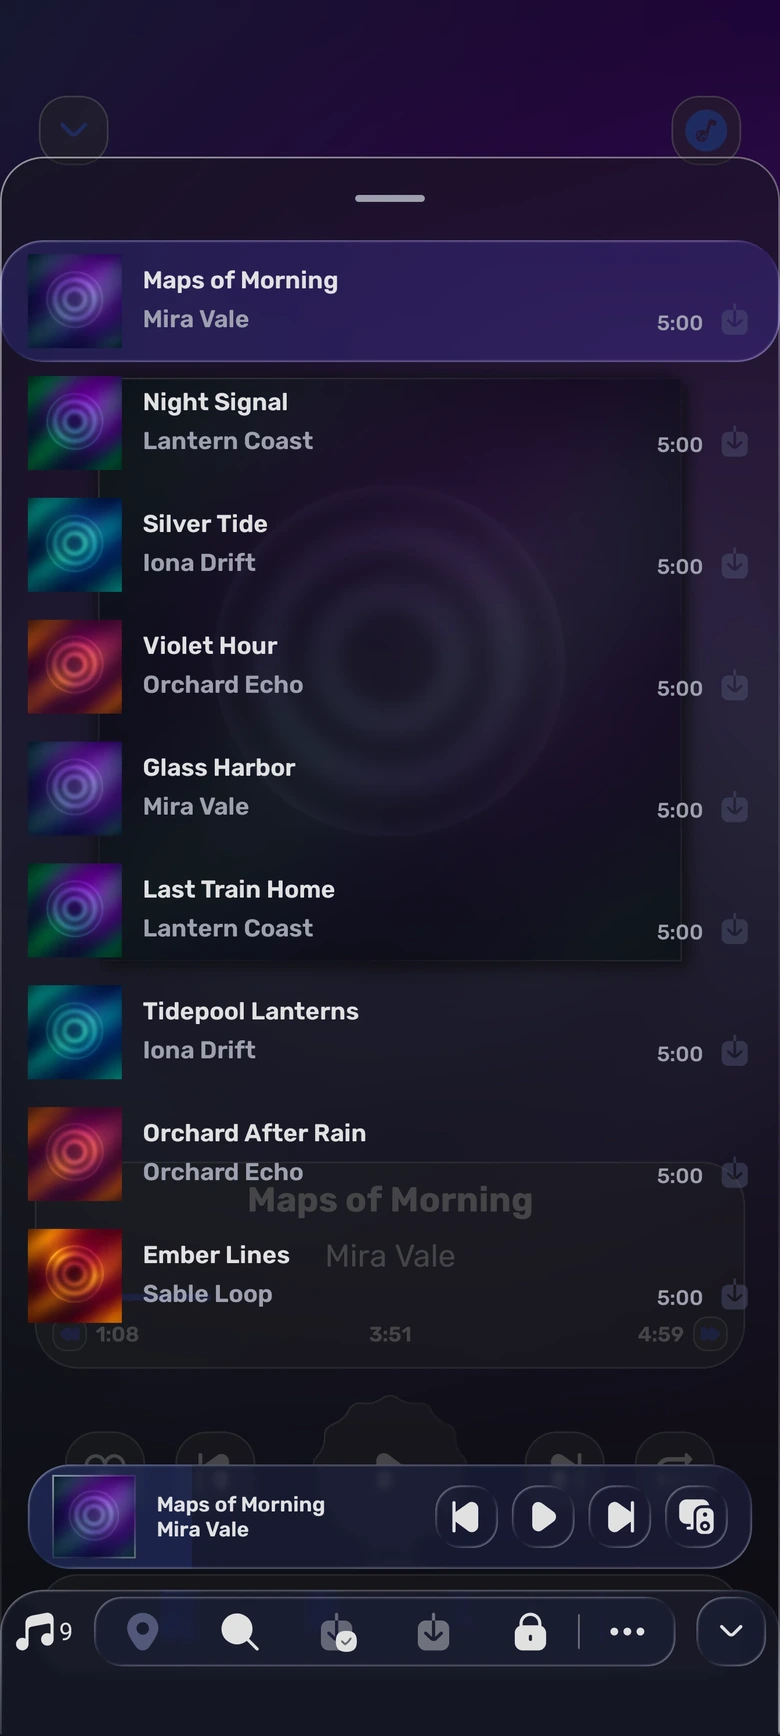 Maps of Morning
Mira Vale
5:00
Night Signal
Lantern Coast
5:00
Silver Tide
Iona Drift
5:00
Violet Hour
Orchard Echo
5:00
Glass Harbor
Mira Vale
5:00
Last Train Home
Lantern Coast
5:00
Tidepool Lanterns
Iona Drift
5:00
Orchard After Rain
Orchard Echo
5:00
Maps of Morning
Ember Lines
Mira Vale
Sable Loop
5:00
1:08
3:51
4:59
Maps of Morning
Mira Vale
9